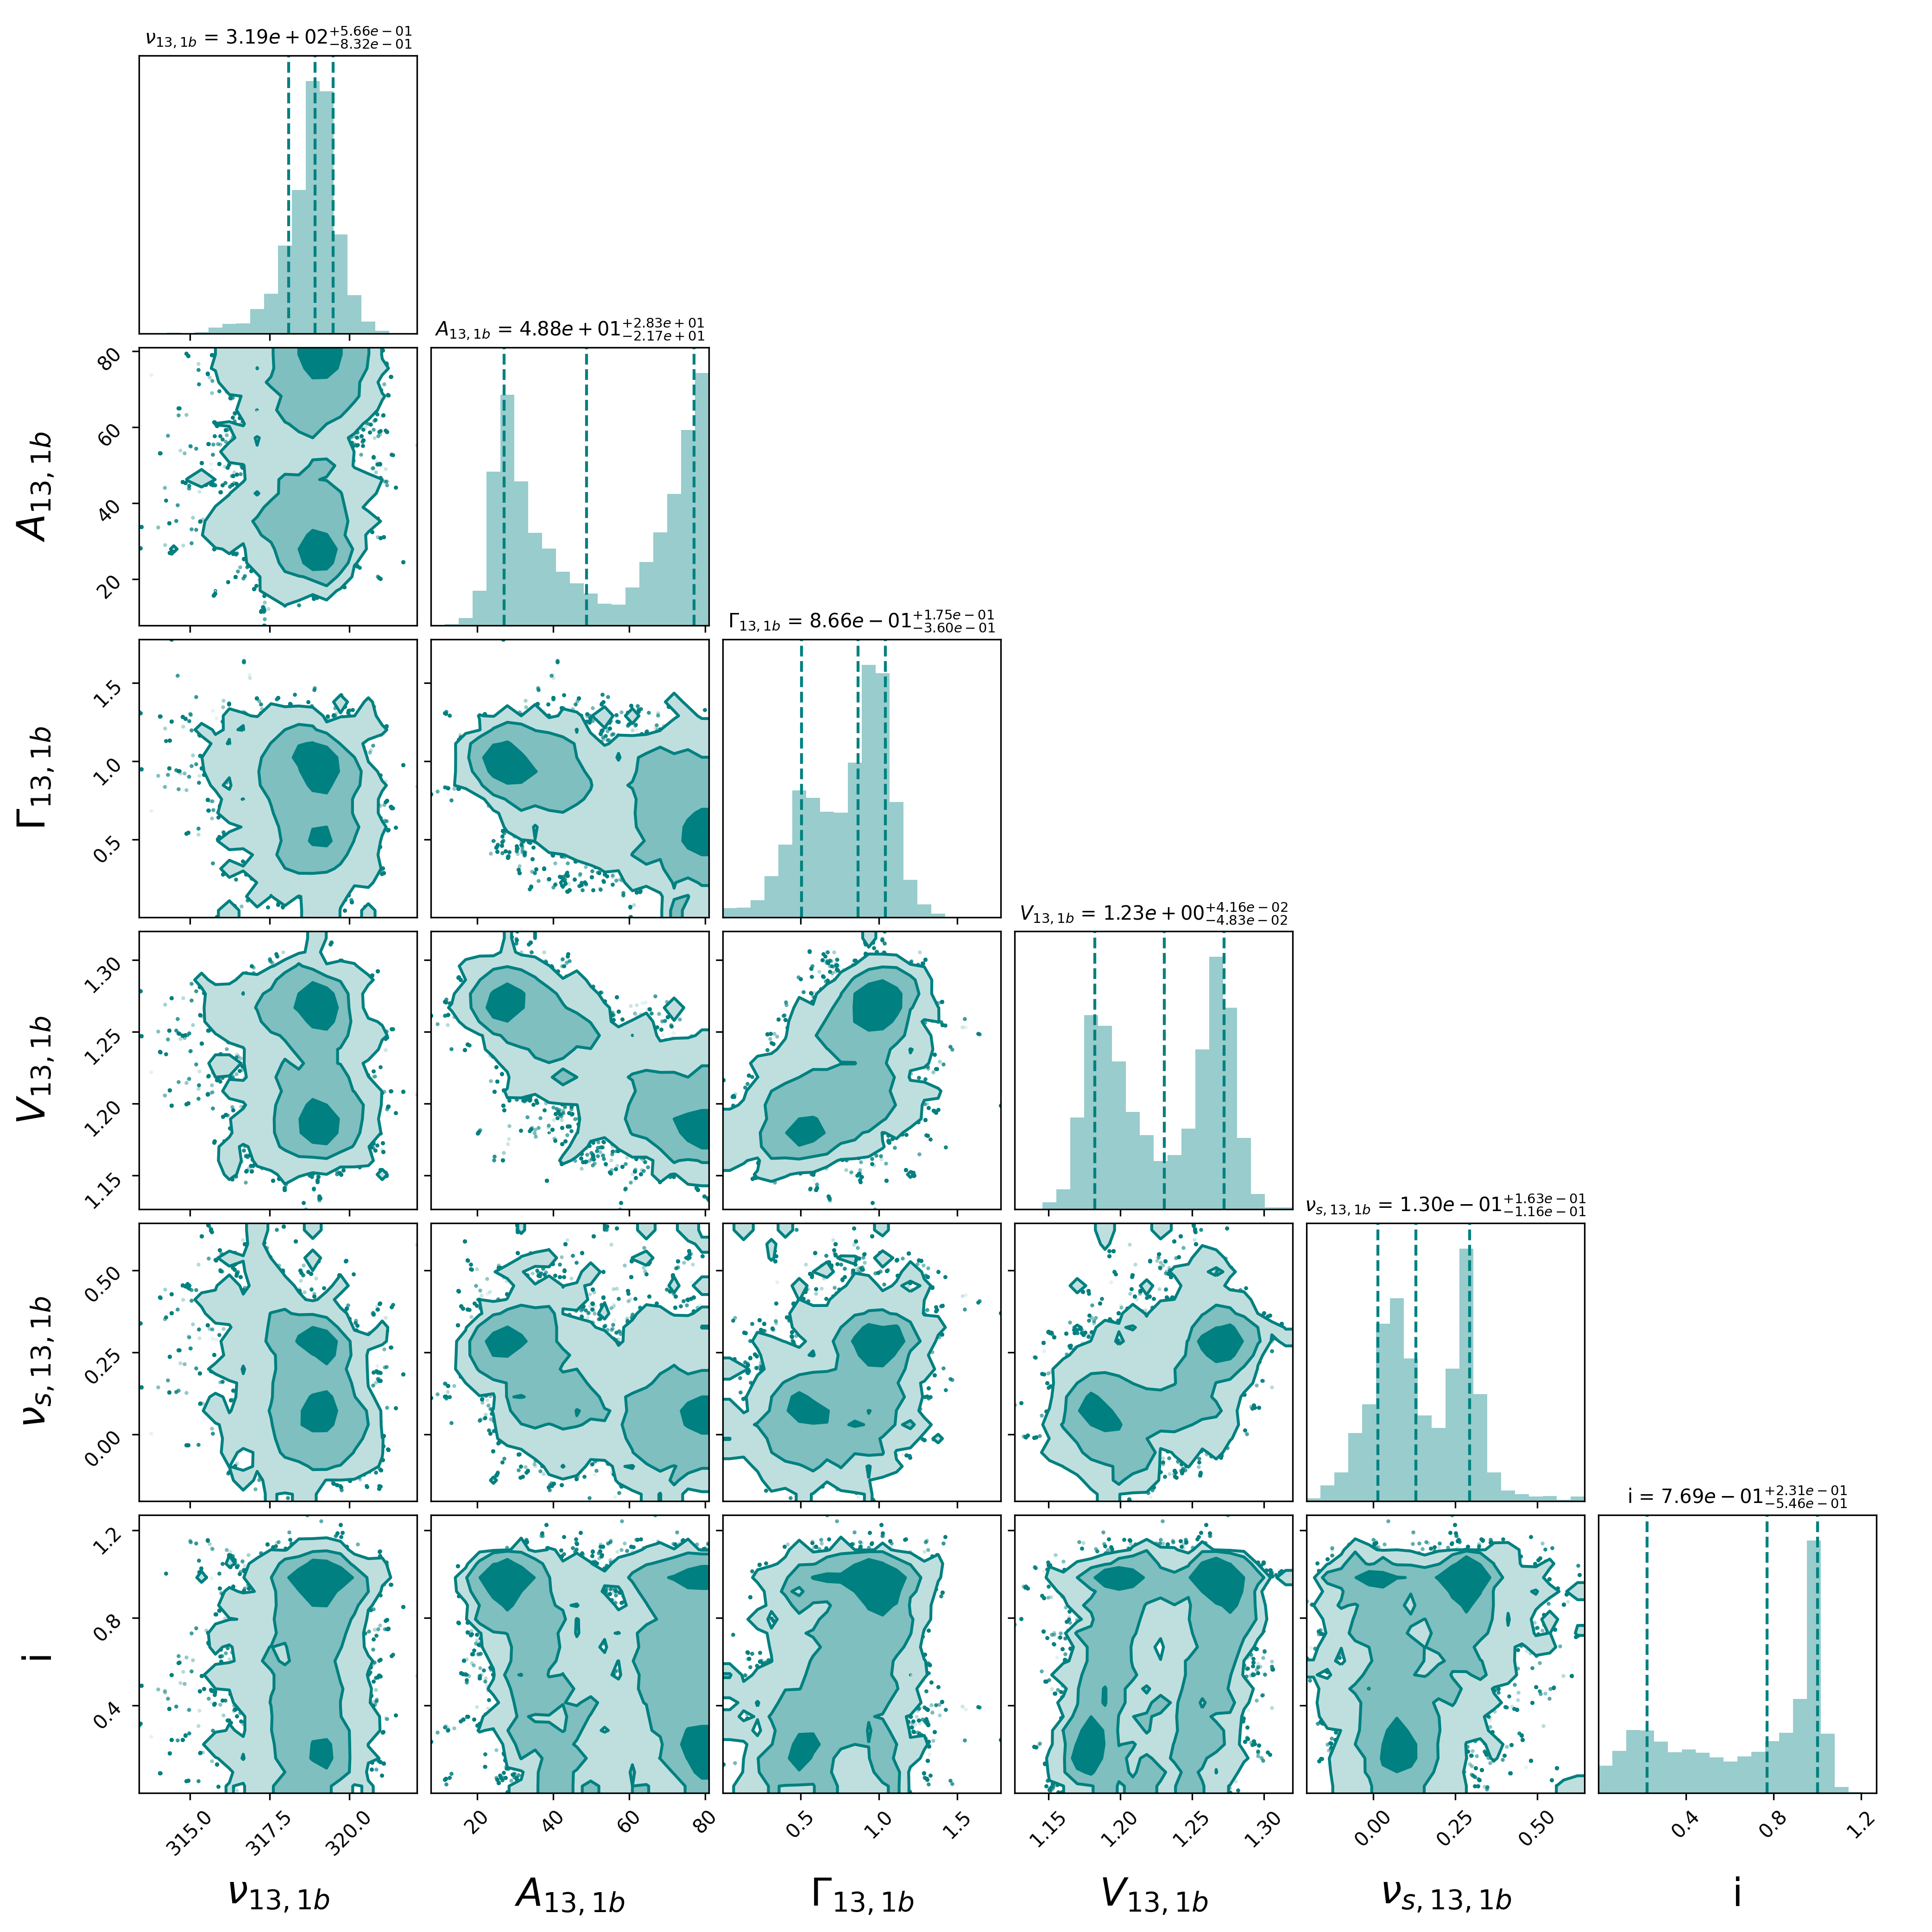 ν13, 1b = 3.19e + 02 +5.66e − 01 −8.32e − 01
A13, 1b = 4.88e + 01 +2.83e + 01 −2.17e + 01
80
60
40
20
A13, 1b
Γ13, 1b = 8.66e − 01 +1.75e − 01 −3.60e − 01
1.5
1.0
0.5
Γ13, 1b
V13, 1b = 1.23e + 00 +4.16e − 02 −4.83e − 02
1.30
1.25
1.20
1.15
V13, 1b
νs, 13, 1b = 1.30e − 01 +1.63e − 01 −1.16e − 01
0.50
0.25
0.00
νs, 13, 1b
i = 7.69e − 01 +2.31e − 01 −5.46e − 01
1.2
0.8
0.4
i
315.0 317.5 320.0 20 40 60 80 0.5 1.0 1.5 1.15 1.20 1.25 1.30 0.00 0.25 0.50 0.4 0.8 1.2
ν13, 1b A13, 1b Γ13, 1b V13, 1b νs, 13, 1b i